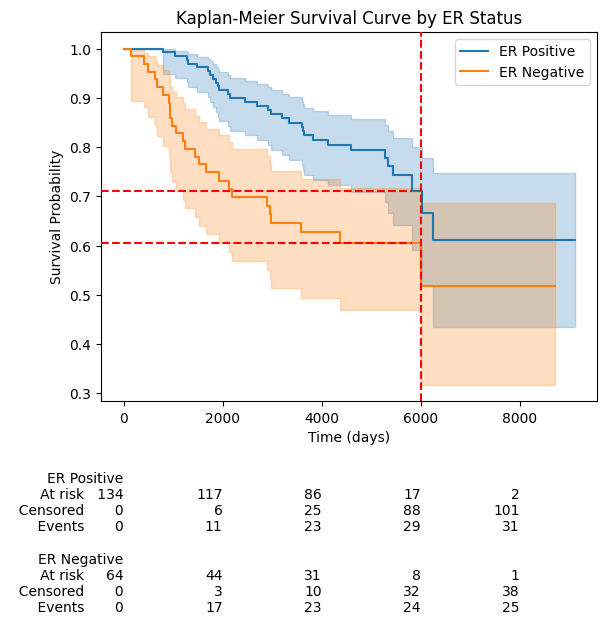 Kaplan-Meier Survival Curve by ER Status
ER Positive
ER Negative
1.0
0.9
0.8
0.7
0.6
0.5
0.4
0.3
Survival Probability
0 2000 4000 6000 8000
Time (days)
ER Positive
At risk 134 117 86 17 2
Censored 0 6 25 88 101
Events 0 11 23 29 31
ER Negative
At risk 64 44 31 8 1
Censored 0 3 10 32 38
Events 0 17 23 24 25